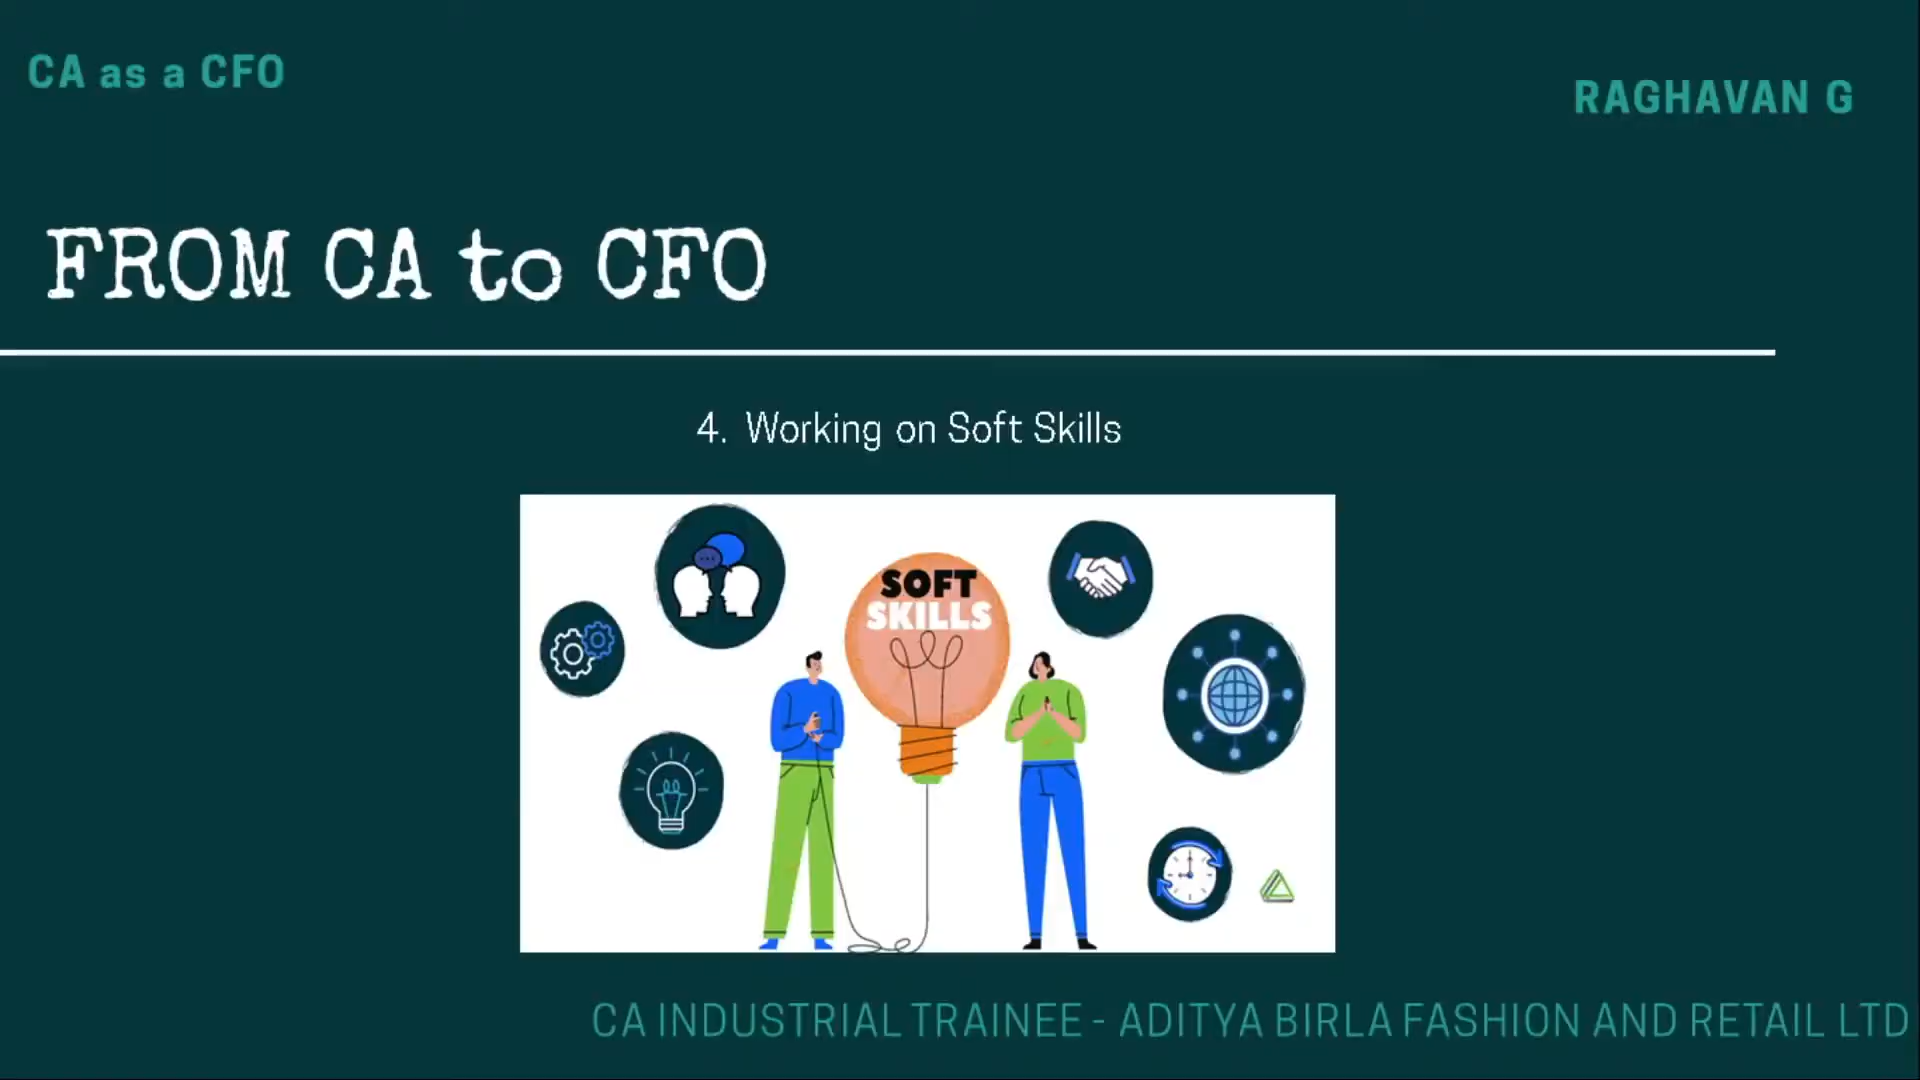 CA as a CFO
RAGHAVAN G
FROM CA to CFO
4. Working on Soft Skills
SOFT
SKILLS
CA INDUSTRIAL TRAINEE - ADITYA BIRLA FASHION AND RETAIL LTD